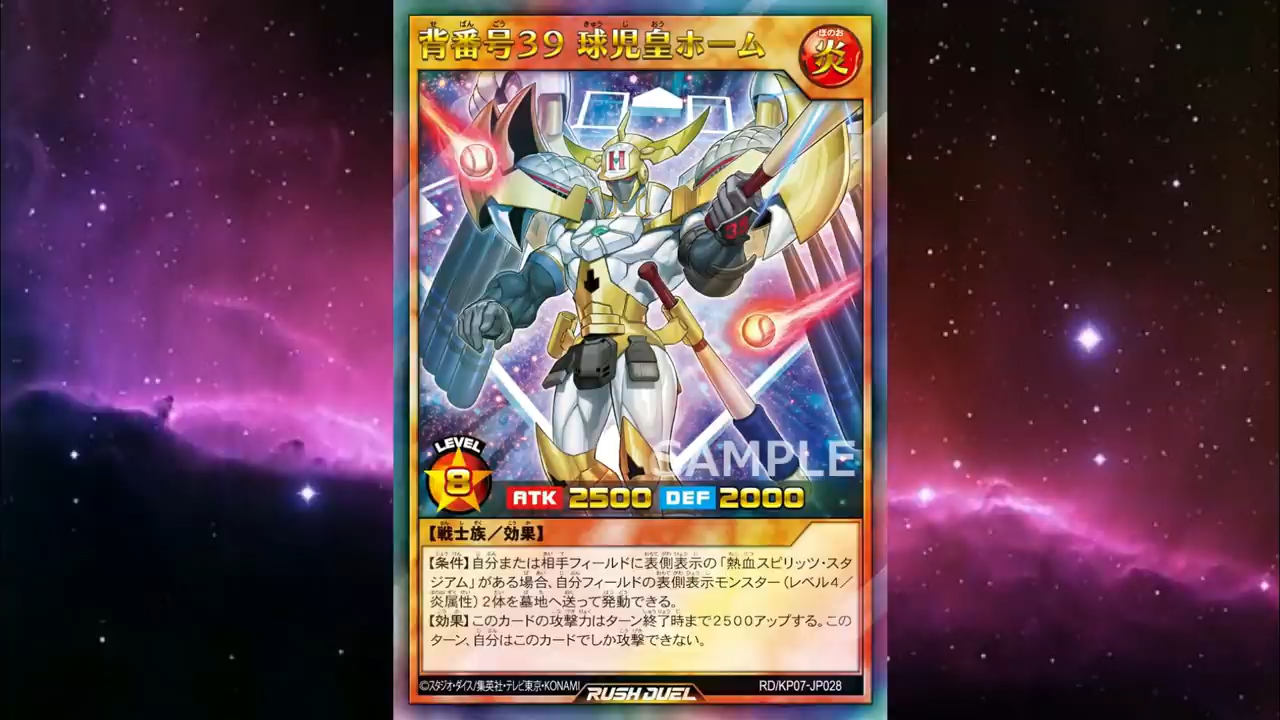 背番号39 球児皇ホーム
炎
H
39
SAMPLE
LEVEL
8
ATK 2500 DEF 2000
【戦士族／効果】
【条件】自分または相手フィールドに表側表示の「熱血スピリッツ・スタ
ジアム」がある場合、自分フィールドの表側表示モンスター（レベル4／
炎属性）2体を墓地へ送って発動できる。
【効果】このカードの攻撃力はターン終了時まで2500アップする。この
ターン、自分はこのカードでしか攻撃できない。
©スタジオ・ダイス/集英社・テレビ東京・KONAMI
RUSH DUEL
RD/KP07-JP028